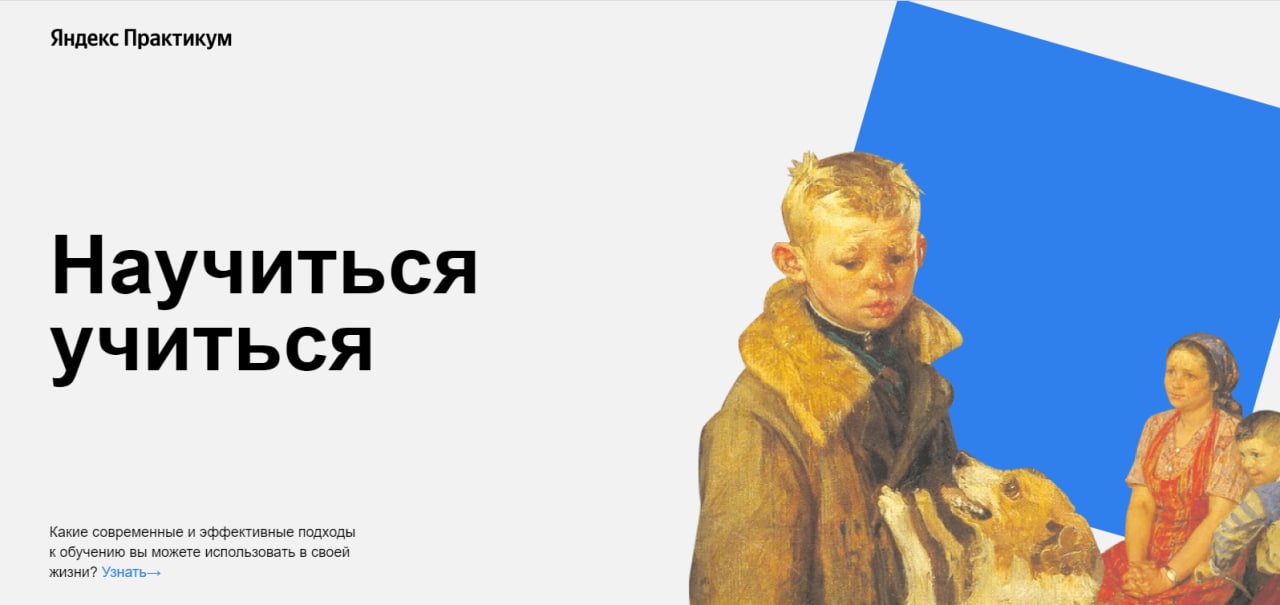 Яндекс Практикум
Научиться
учиться
Какие современные и эффективные подходы
к обучению вы можете использовать в своей
жизни? Узнать→